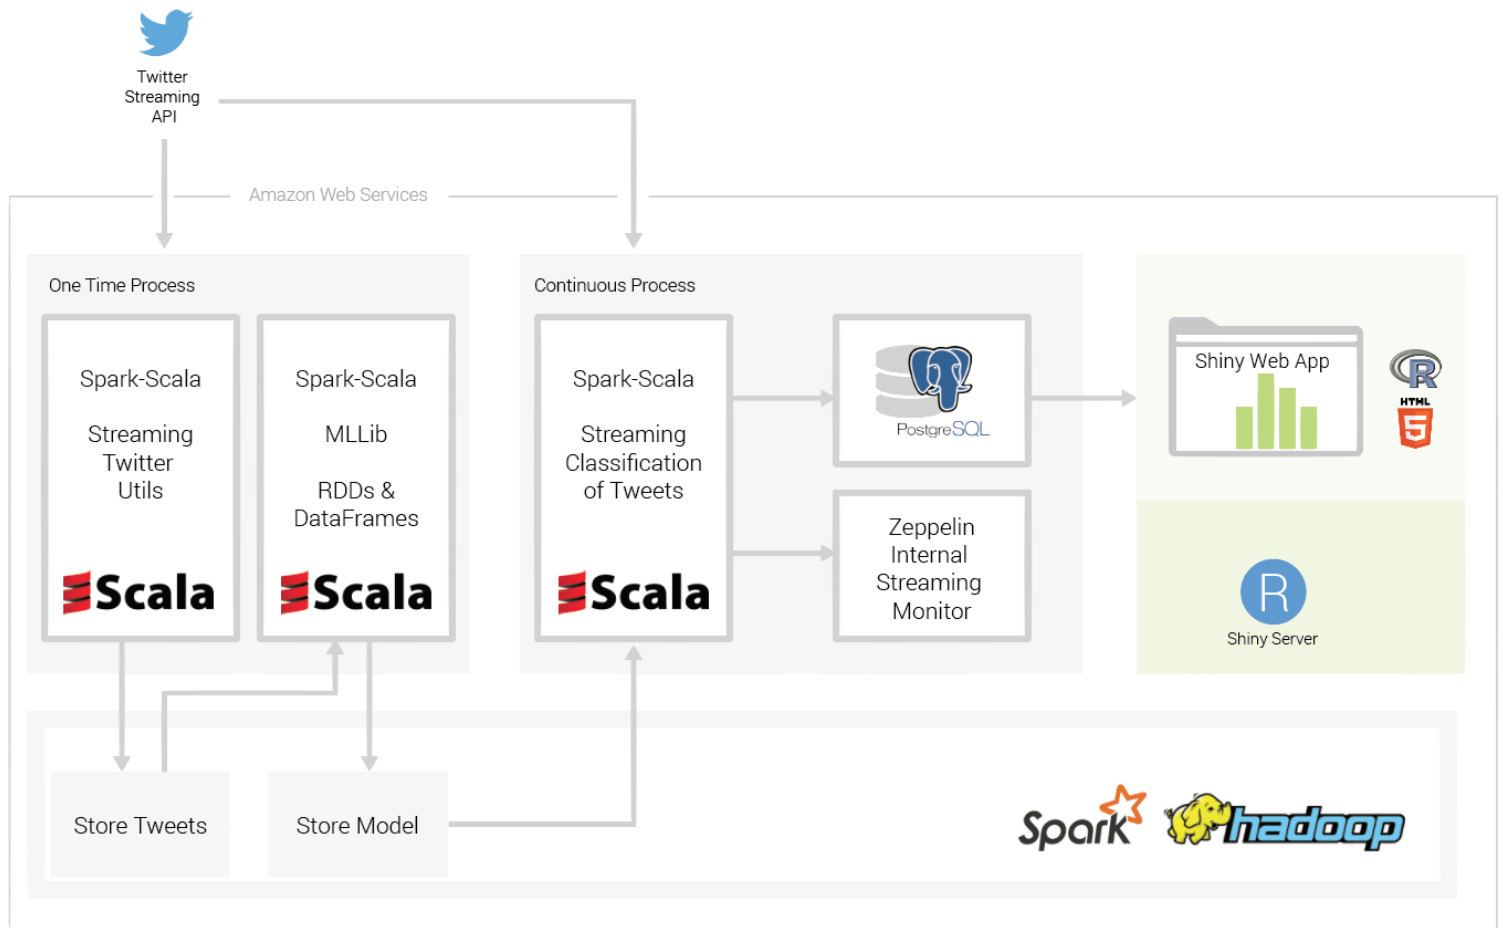 Twitter
Streaming
API
Amazon Web Services
One Time Process
Spark-Scala
Streaming
Twitter
Utils
Scala
Spark-Scala
MLLib
RDDs &
DataFrames
Scala
Continuous Process
Spark-Scala
Streaming
Classification
of Tweets
Scala
PostgreSQL
Zeppelin
Internal
Streaming
Monitor
Shiny Web App
R
HTML
5
R
Shiny Server
Store Tweets
Store Model
Spark
hadoop